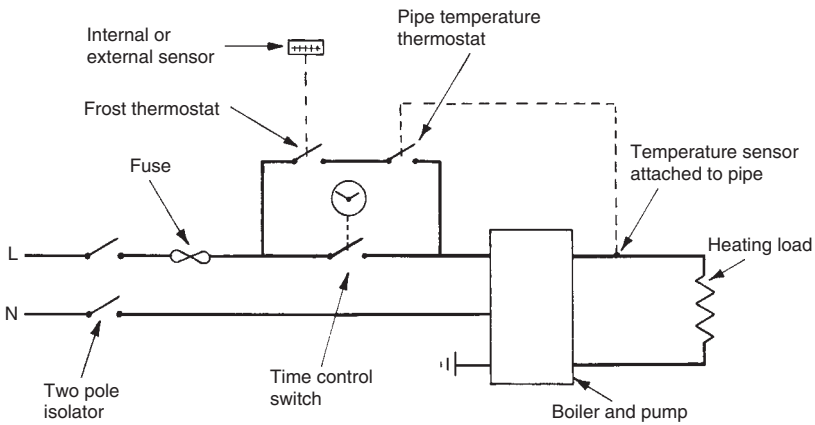 Internal or
external sensor
Pipe temperature
thermostat
Frost thermostat
Fuse
Temperature sensor
attached to pipe
Heating load
L
N
Two pole
isolator
Time control
switch
Boiler and pump